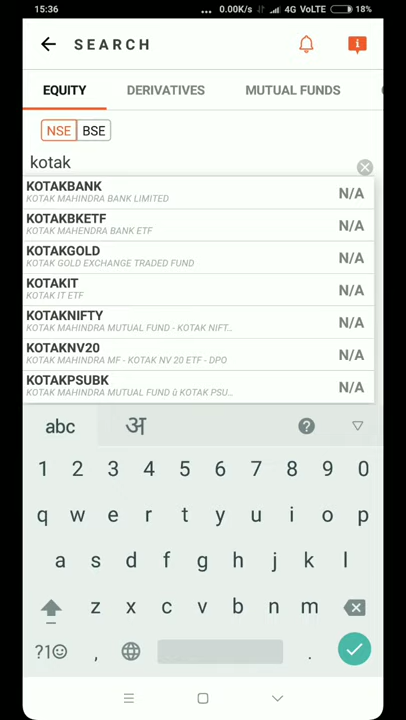 15:36 ... 0.00K/s 4G VoLTE 18%
SEARCH
EQUITY DERIVATIVES MUTUAL FUNDS
NSE BSE
kotak
KOTAKBANK N/A
KOTAK MAHINDRA BANK LIMITED
KOTAKBKETF N/A
KOTAK MAHENDRA BANK ETF
KOTAKGOLD N/A
KOTAK GOLD EXCHANGE TRADED FUND
KOTAKIT N/A
KOTAK IT ETF
KOTAKNIFTY N/A
KOTAK MAHINDRA MUTUAL FUND - KOTAK NIFT...
KOTAKNV20 N/A
KOTAK MAHINDRA MF - KOTAK NV 20 ETF - DPO
KOTAKPSUBK N/A
KOTAK MAHINDRA MUTUAL FUND û KOTAK PSU...
abc अ ?
1 2 3 4 5 6 7 8 9 0
q w e r t y u i o p
a s d f g h j k l
z x c v b n m
?1☺ , .